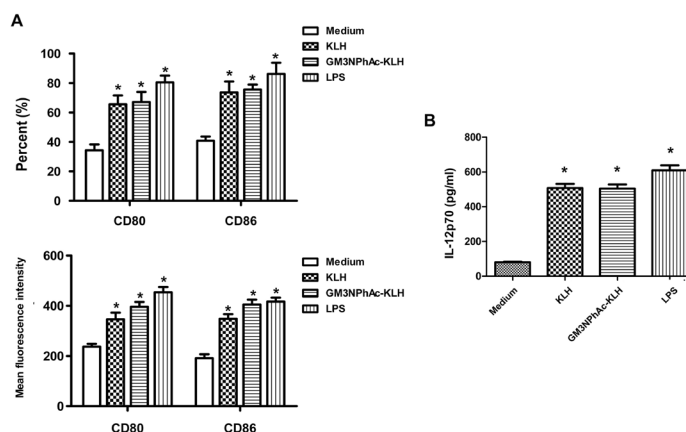 A
Medium
KLH
GM3NPhAc-KLH
LPS
Percent (%)
100
80
60
40
20
0
* * * * * *
CD80 CD86
Medium
KLH
GM3NPhAc-KLH
LPS
Mean fluorescence intensity
600
400
200
0
* * * * * *
CD80 CD86
B
IL-12p70 (pg/ml)
800
600
400
200
0
* * *
Medium KLH GM3NPhAc-KLH LPS